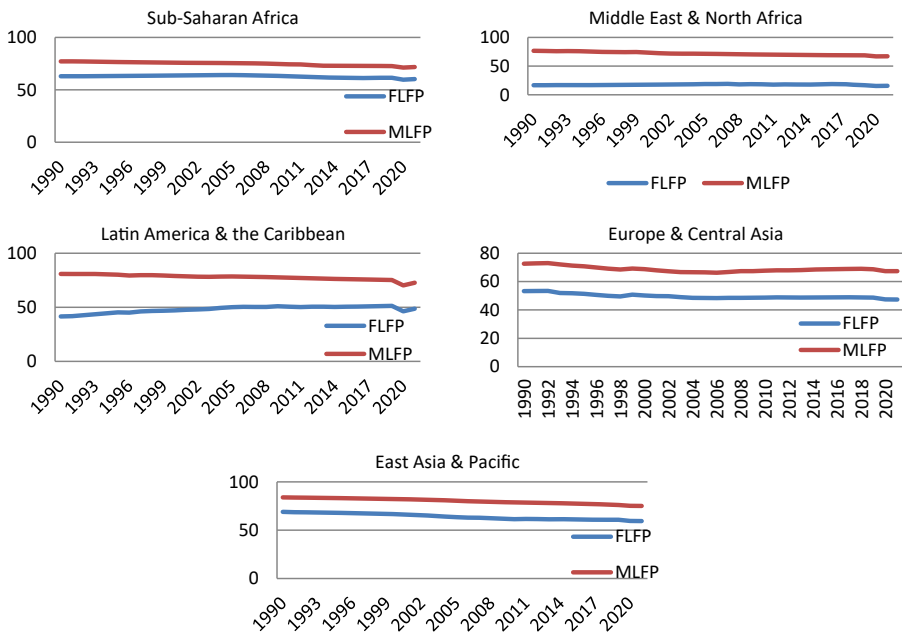 Sub-Saharan Africa
100
50
0
FLFP
MLFP
1990 1993 1996 1999 2002 2005 2008 2011 2014 2017 2020
Middle East & North Africa
100
50
0
1990 1993 1996 1999 2002 2005 2008 2011 2014 2017 2020
FLFP MLFP
Latin America & the Caribbean
100
50
0
FLFP
MLFP
1990 1993 1996 1999 2002 2005 2008 2011 2014 2017 2020
Europe & Central Asia
80
60
40
20
0
FLFP
MLFP
1990 1992 1994 1996 1998 2000 2002 2004 2006 2008 2010 2012 2014 2016 2018 2020
East Asia & Pacific
100
50
0
FLFP
MLFP
1990 1993 1996 1999 2002 2005 2008 2011 2014 2017 2020